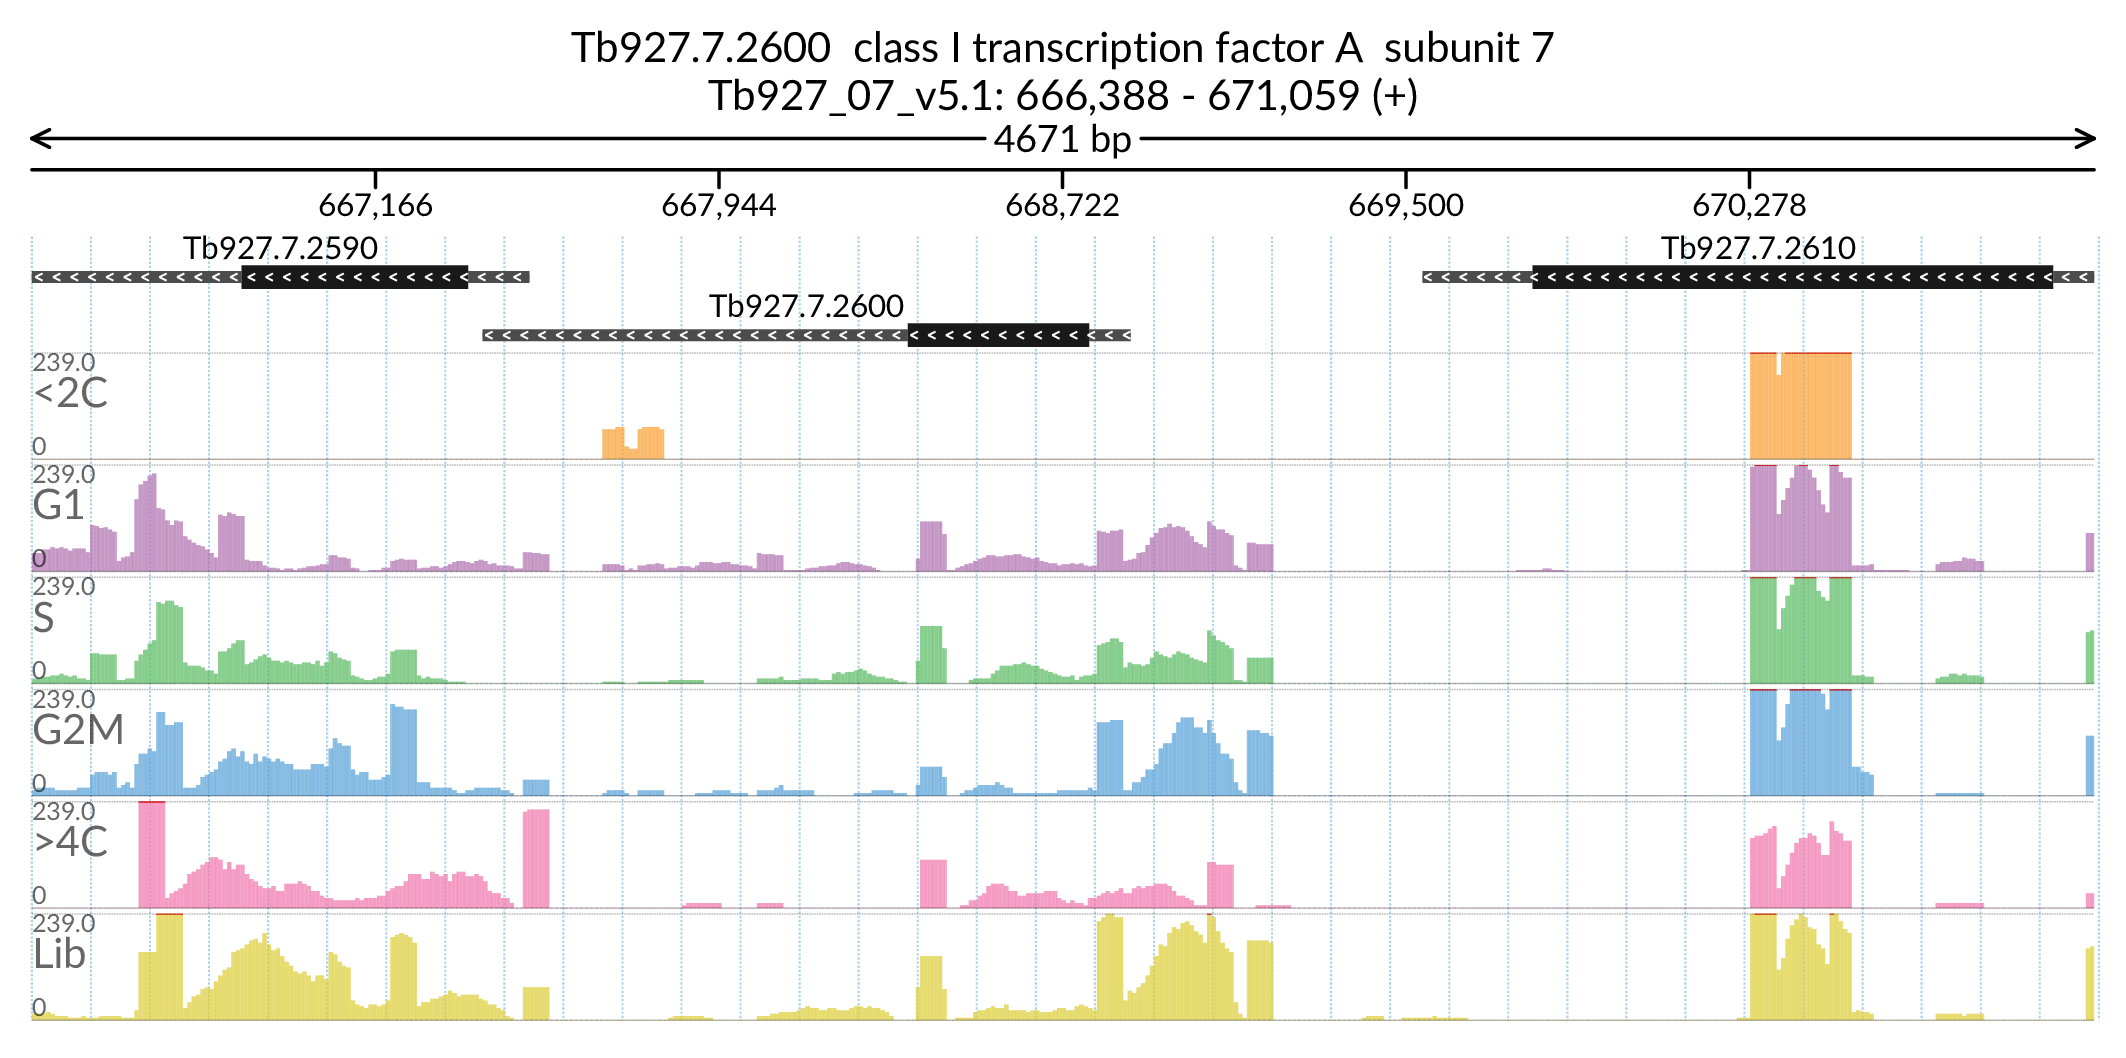 Tb927.7.2600  class I transcription factor A  subunit 7
Tb927_07_v5.1: 666,388 - 671,059 (+)
4671 bp
667,166 667,944 668,722 669,500 670,278
Tb927.7.2590 Tb927.7.2610
Tb927.7.2600
239.0
<2C
0
239.0
G1
0
239.0
S
0
239.0
G2M
0
239.0
>4C
0
239.0
Lib
0